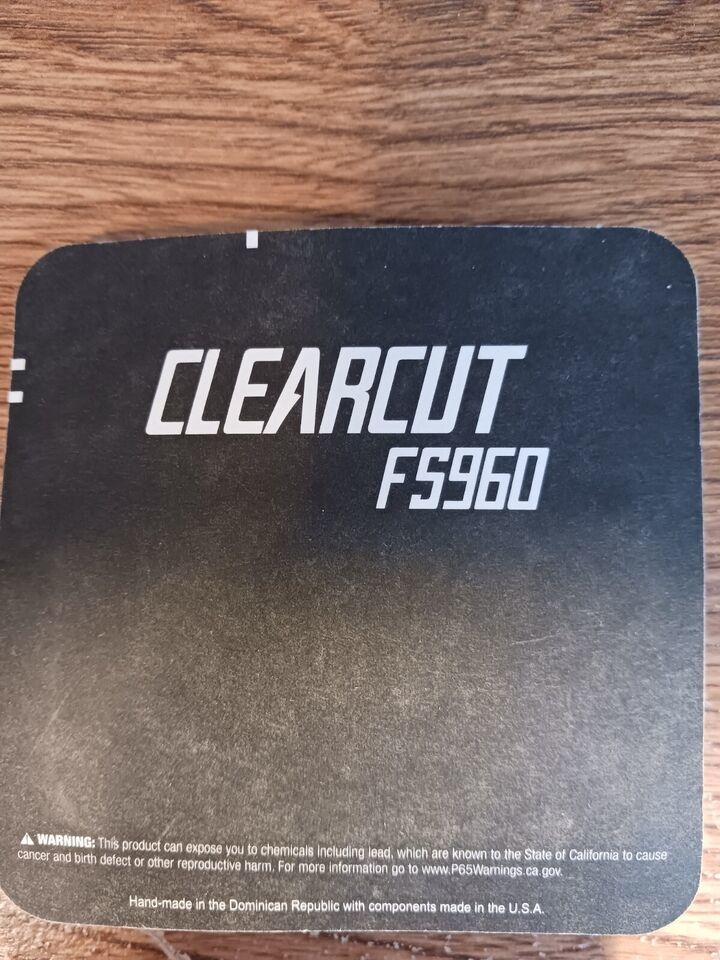 CLEARCUT
FS960
⚠ WARNING: This product can expose you to chemicals including lead, which are known to the State of California to cause
cancer and birth defect or other reproductive harm. For more information go to www.P65Warnings.ca.gov.
Hand-made in the Dominican Republic with components made in the U.S.A.